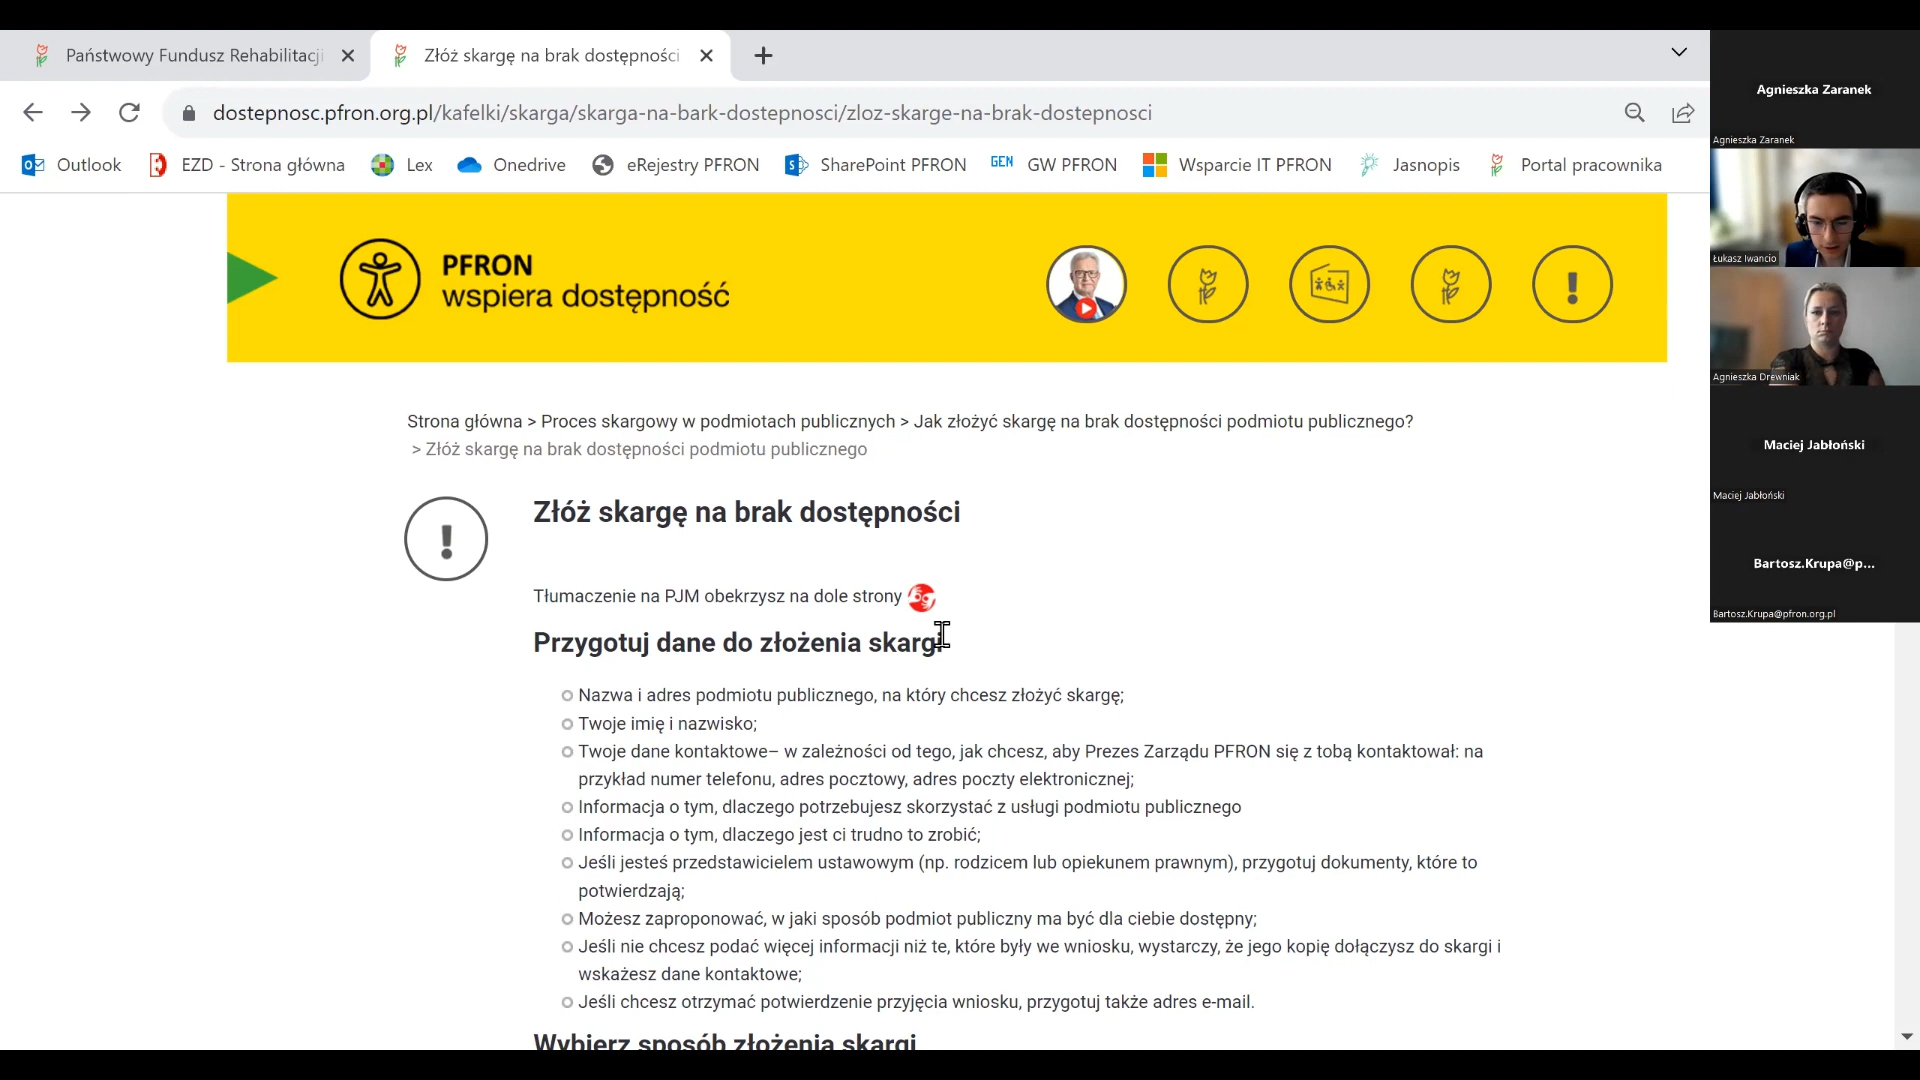 Państwowy Fundusz Rehabilitacji
Złóż skargę na brak dostępności
dostepnosc.pfron.org.pl/kafelki/skarga/skarga-na-bark-dostepnosci/zloz-skarge-na-brak-dostepnosci
Outlook EZD - Strona główna Lex Onedrive eRejestry PFRON SharePoint PFRON GEN GW PFRON Wsparcie IT PFRON Jasnopis Portal pracownika
PFRON
wspiera dostępność
Strona główna > Proces skargowy w podmiotach publicznych > Jak złożyć skargę na brak dostępności podmiotu publicznego?
> Złóż skargę na brak dostępności podmiotu publicznego
Złóż skargę na brak dostępności
Tłumaczenie na PJM obekrzysz na dole strony
Przygotuj dane do złożenia skargi
Nazwa i adres podmiotu publicznego, na który chcesz złożyć skargę;
Twoje imię i nazwisko;
Twoje dane kontaktowe– w zależności od tego, jak chcesz, aby Prezes Zarządu PFRON się z tobą kontaktował: na
przykład numer telefonu, adres pocztowy, adres poczty elektronicznej;
Informacja o tym, dlaczego potrzebujesz skorzystać z usługi podmiotu publicznego
Informacja o tym, dlaczego jest ci trudno to zrobić;
Jeśli jesteś przedstawicielem ustawowym (np. rodzicem lub opiekunem prawnym), przygotuj dokumenty, które to
potwierdzają;
Możesz zaproponować, w jaki sposób podmiot publiczny ma być dla ciebie dostępny;
Jeśli nie chcesz podać więcej informacji niż te, które były we wniosku, wystarczy, że jego kopię dołączysz do skargi i
wskażesz dane kontaktowe;
Jeśli chcesz otrzymać potwierdzenie przyjęcia wniosku, przygotuj także adres e-mail.
Wybierz sposób złożenia skargi
Agnieszka Zaranek
Agnieszka Zaranek
Łukasz Iwancio
Agnieszka Drewniak
Maciej Jabłoński
Maciej Jabłoński
Bartosz.Krupa@p...
Bartosz.Krupa@pfron.org.pl